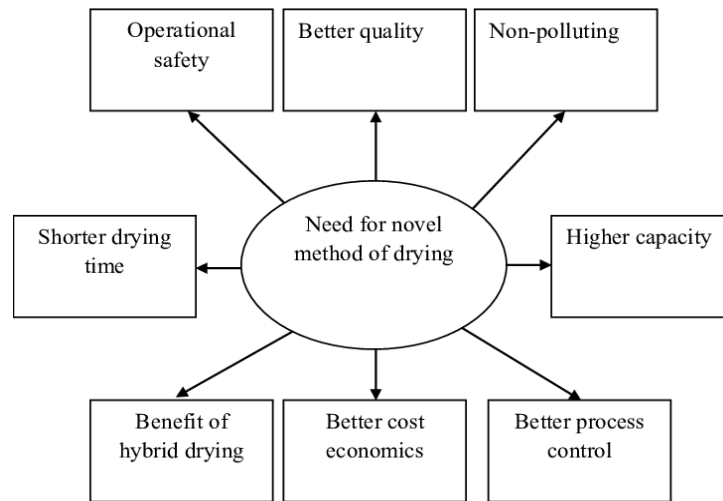 Operational
safety
Better quality
Non-polluting
Shorter drying
time
Need for novel
method of drying
Higher capacity
Benefit of
hybrid drying
Better cost
economics
Better process
control